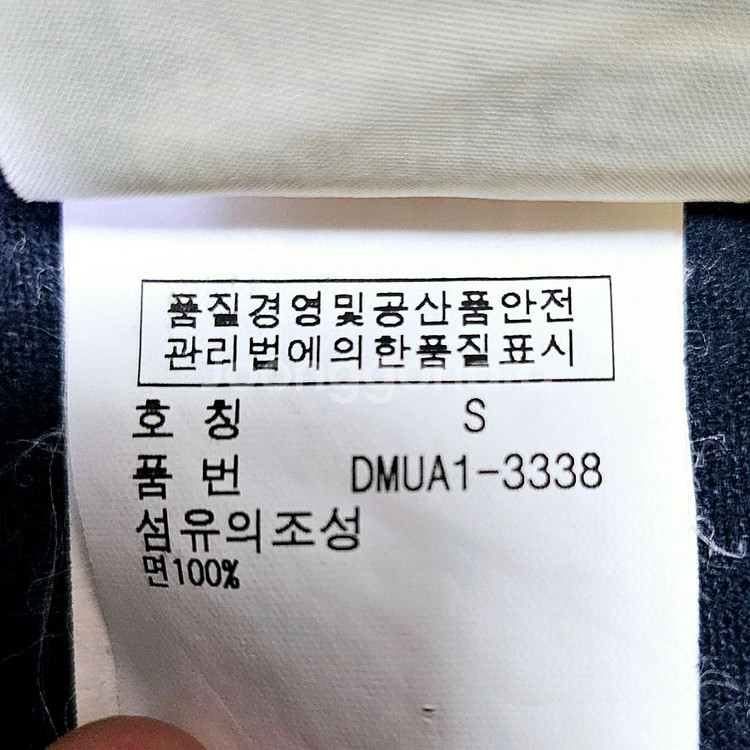 품질경영및공산품안전
관리법에의한품질표시
호 칭 S
품 번 DMUA1-3338
섬유의조성
면100%